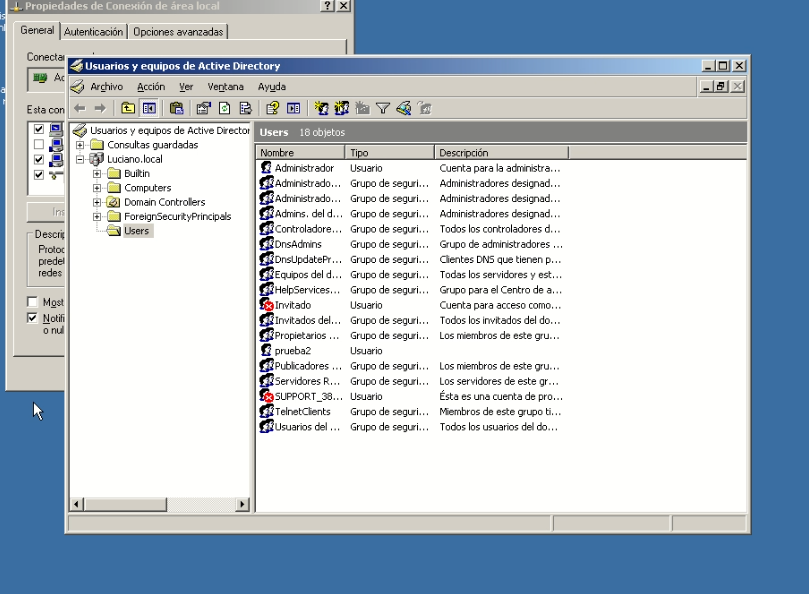 Propiedades de Conexión de área local
General Autenticación Opciones avanzadas
Usuarios y equipos de Active Directory
Archivo Acción Ver Ventana Ayuda
Esta con
Usuarios y equipos de Active Director
Consultas guardadas
Luciano.local
Builtin
Computers
Domain Controllers
ForeignSecurityPrincipals
Users
Users 18 objetos
Nombre Tipo Descripción
Administrador Usuario Cuenta para la administra...
Administrado... Grupo de seguri... Administradores designad...
Administrado... Grupo de seguri... Administradores designad...
Admins. del d... Grupo de seguri... Administradores designad...
Controladore... Grupo de seguri... Todos los controladores d...
DnsAdmins Grupo de seguri... Grupo de administradores ...
DnsUpdatePr... Grupo de seguri... Clientes DNS que tienen p...
Equipos del d... Grupo de seguri... Todas los servidores y est...
HelpServices... Grupo de seguri... Grupo para el Centro de a...
Invitado Usuario Cuenta para acceso como...
Invitados del... Grupo de seguri... Todos los invitados del do...
Propietarios ... Grupo de seguri... Los miembros de este gru...
prueba2 Usuario
Publicadores ... Grupo de seguri... Los miembros de este gru...
Servidores R... Grupo de seguri... Los servidores de este gr...
SUPPORT_38... Usuario Ésta es una cuenta de pro...
TelnetClients Grupo de seguri... Miembros de este grupo ti...
Usuarios del ... Grupo de seguri... Todos los usuarios del do...
Ins
Descrip
Protoc
predet
redes
Most
Notifi
o nul